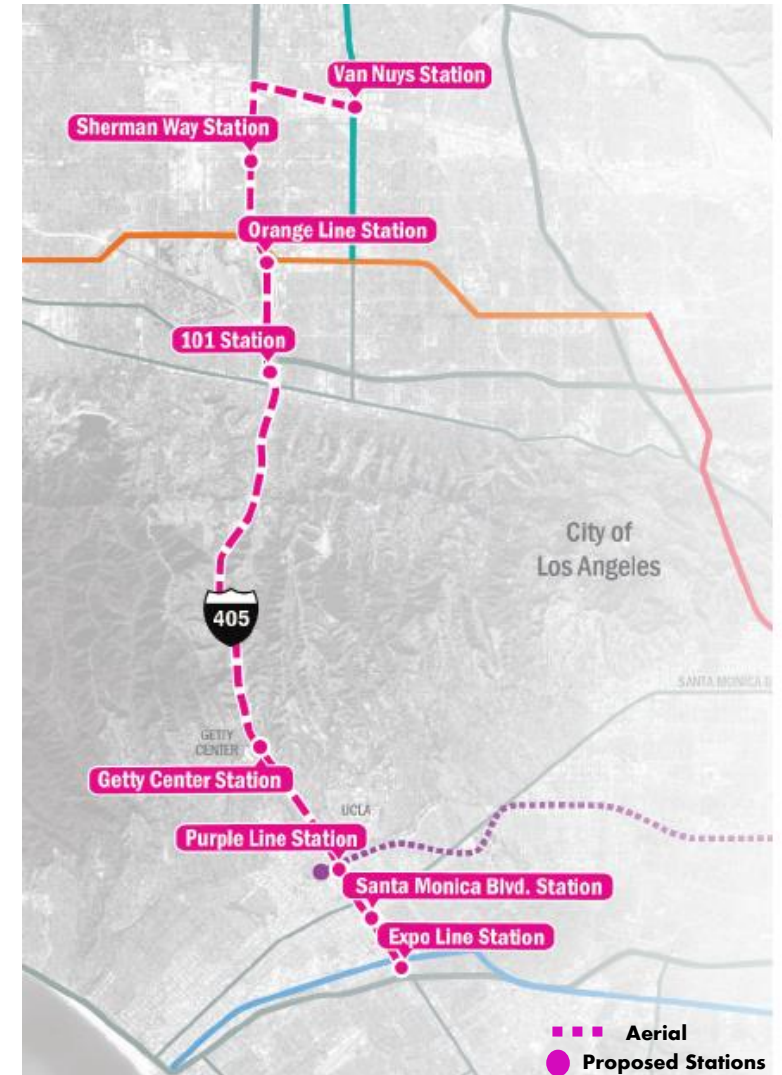 Van Nuys Station
Sherman Way Station
Orange Line Station
101 Station
City of
Los Angeles
405
SANTA MONICA B
GETTY
CENTER
Getty Center Station
UCLA
Purple Line Station
Santa Monica Blvd. Station
Expo Line Station
Aerial
Proposed Stations